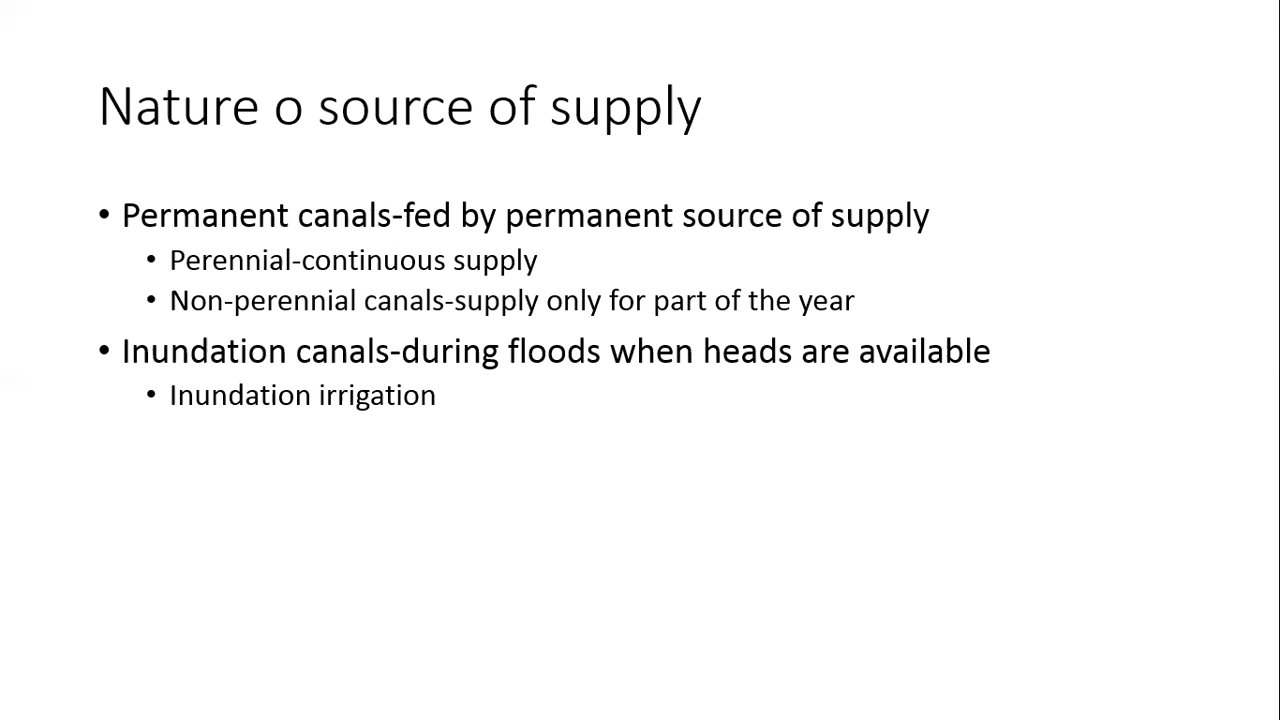 Nature o source of supply
• Permanent canals-fed by permanent source of supply
• Perennial-continuous supply
• Non-perennial canals-supply only for part of the year
• Inundation canals-during floods when heads are available
• Inundation irrigation